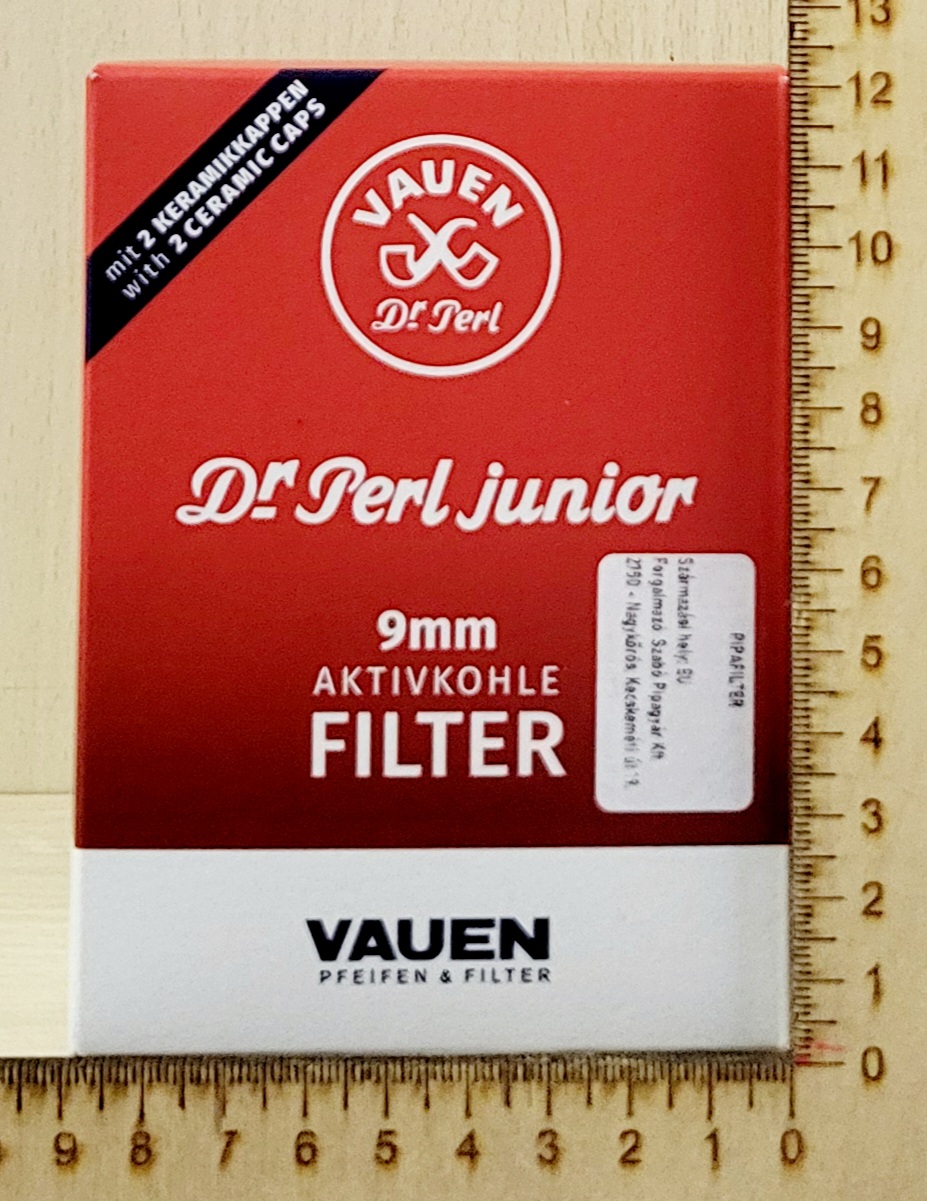 mit 2 KERAMIKKAPPEN
with 2 CERAMIC CAPS
VAUEN
Dr Perl
Dr Perl junior
9mm
AKTIVKOHLE
FILTER
PIPAFILTER
Származási hely: EU
Forgalmazó Szabó Pipagyár Kft.
2750 - Nagykőrös Kecskeméti út 19.
VAUEN
PFEIFEN & FILTER
13
12
11
10
9
8
7
6
5
4
3
2
1
0
9 8 7 6 5 4 3 2 1 0